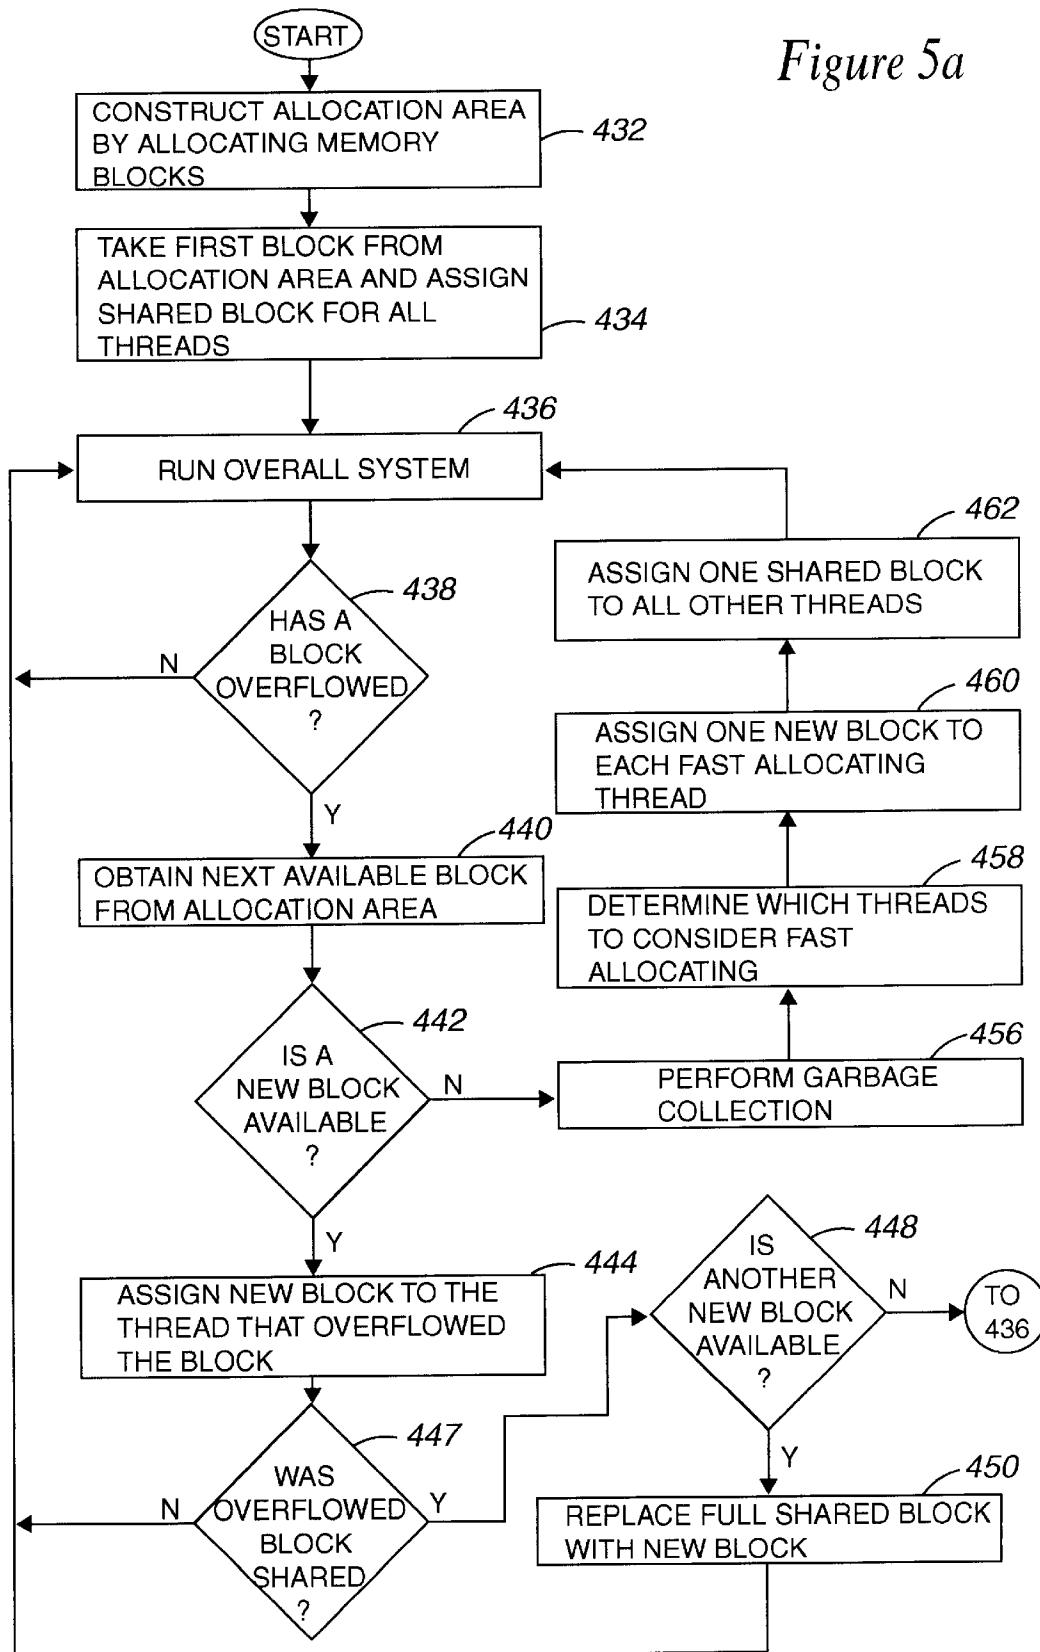 Figure 5a
START
CONSTRUCT ALLOCATION AREA
BY ALLOCATING MEMORY
BLOCKS
432
TAKE FIRST BLOCK FROM
ALLOCATION AREA AND ASSIGN
SHARED BLOCK FOR ALL
THREADS
434
436
RUN OVERALL SYSTEM
438
HAS A
BLOCK
OVERFLOWED
?
N
Y
440
OBTAIN NEXT AVAILABLE BLOCK
FROM ALLOCATION AREA
442
IS A
NEW BLOCK
AVAILABLE
?
N
Y
462
ASSIGN ONE SHARED BLOCK
TO ALL OTHER THREADS
460
ASSIGN ONE NEW BLOCK TO
EACH FAST ALLOCATING
THREAD
458
DETERMINE WHICH THREADS
TO CONSIDER FAST
ALLOCATING
456
PERFORM GARBAGE
COLLECTION
444
ASSIGN NEW BLOCK TO THE
THREAD THAT OVERFLOWED
THE BLOCK
447
WAS
OVERFLOWED
BLOCK
SHARED
?
N
Y
448
IS
ANOTHER
NEW BLOCK
AVAILABLE
?
N
TO
436
Y
450
REPLACE FULL SHARED BLOCK
WITH NEW BLOCK